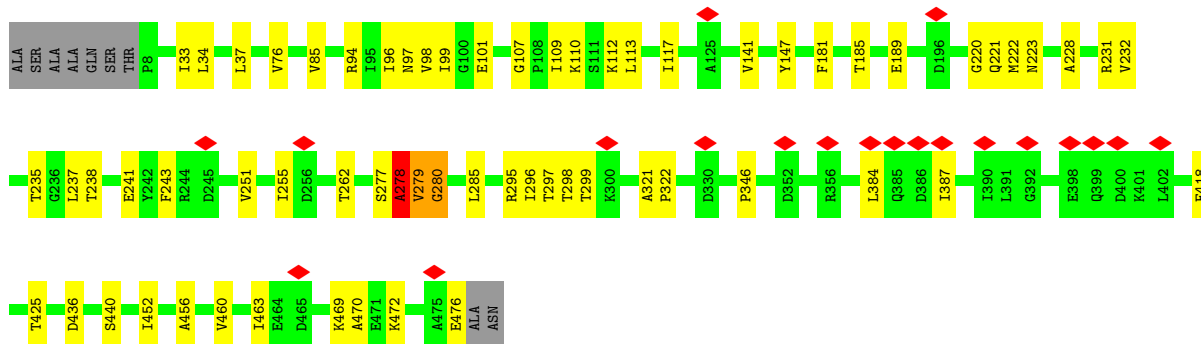 ALA SER ALA ALA GLN SER THR P8 I33 L34 L37 V76 V85 R94 I95 I96 N97 V98 I99 G100 E101 G107 P108 I109 K110 S111 K112 L113 I117 A125 V141 Y147 F181 T185 E189 D196 G220 Q221 M222 N223 A228 R231 V232
T235 G236 L237 T238 E241 Y242 F243 R244 D245 V251 I255 D256 T262 S277 A278 V279 G280 L285 R295 I296 T297 T298 T299 K300 A321 P322 D330 P346 D352 R356 L384 Q385 D386 I387 I390 L391 G392 E398 Q399 D400 K401 L402
T425 D436 S440 I452 A456 V460 I463 E464 D465 K469 A470 E471 K472 A475 E476 ALA ASN